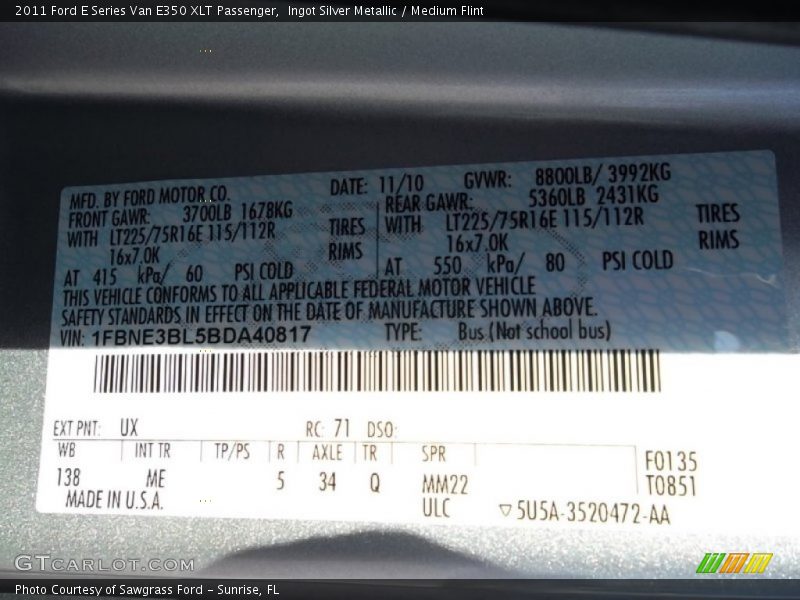 2011 Ford E Series Van E350 XLT Passenger,  Ingot Silver Metallic / Medium Flint
MFD. BY FORD MOTOR CO. DATE: 11/10 GVWR: 8800LB/ 3992KG
FRONT GAWR: 3700LB 1678KG REAR GAWR: 5360LB 2431KG
WITH LT225/75R16E 115/112R TIRES WITH LT225/75R16E 115/112R TIRES
16x7.0K RIMS 16x7.0K RIMS
AT 415 kPa/ 60 PSI COLD AT 550 kPa/ 80 PSI COLD
THIS VEHICLE CONFORMS TO ALL APPLICABLE FEDERAL MOTOR VEHICLE
SAFETY STANDARDS IN EFFECT ON THE DATE OF MANUFACTURE SHOWN ABOVE.
VIN: 1FBNE3BL5BDA40817 TYPE: Bus (Not school bus)
EXT PNT: UX RC: 71 DSO:
WB INT TR TP/PS R AXLE TR SPR F0135
138 ME 5 34 Q MM22 T0851
MADE IN U.S.A. ULC ▽5U5A-3520472-AA
GTCARLOT.COM
Photo Courtesy of Sawgrass Ford - Sunrise, FL